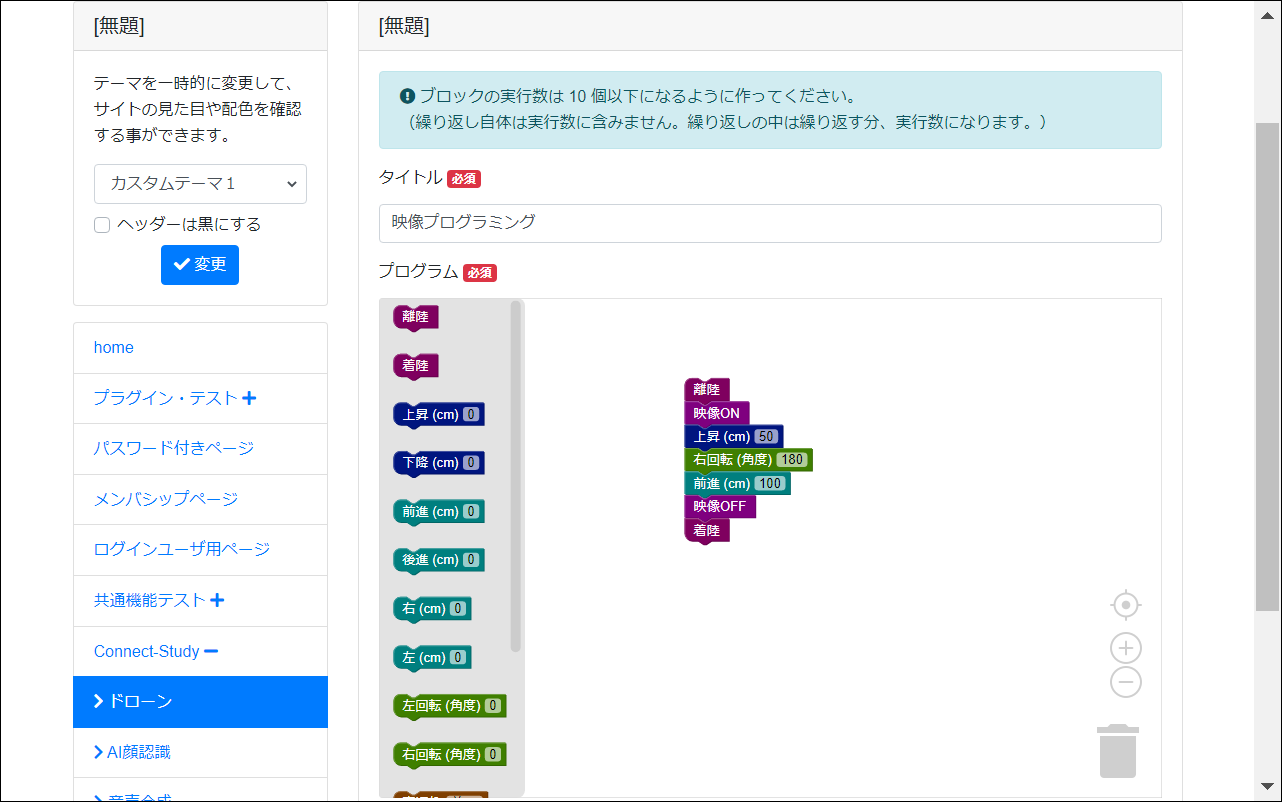 [無題]
テーマを一時的に変更して、
サイトの見た目や配色を確認
する事ができます。
カスタムテーマ１
ヘッダーは黒にする
変更
home
プラグイン・テスト
パスワード付きページ
メンバシップページ
ログインユーザ用ページ
共通機能テスト
Connect-Study
ドローン
AI顔認識
音声合成
[無題]
ブロックの実行数は 10 個以下になるように作ってください。
（繰り返し自体は実行数に含みません。繰り返しの中は繰り返す分、実行数になります。）
タイトル 必須
映像プログラミング
プログラム 必須
離陸
着陸
上昇 (cm) 0
下降 (cm) 0
前進 (cm) 0
後進 (cm) 0
右 (cm) 0
左 (cm) 0
左回転 (角度) 0
右回転 (角度) 0
離陸
映像ON
上昇 (cm) 50
右回転 (角度) 180
前進 (cm) 100
映像OFF
着陸